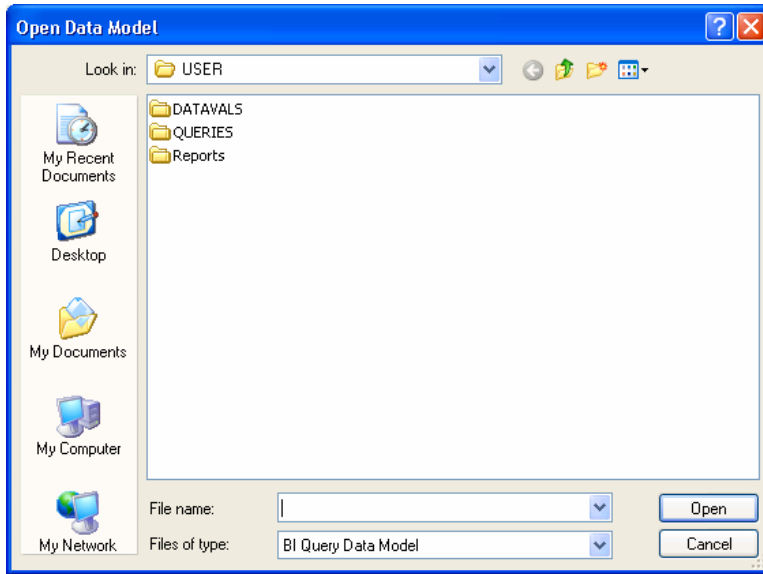 Open Data Model
Look in:
USER
DATAVALS
QUERIES
Reports
My Recent
Documents
Desktop
My Documents
My Computer
My Network
File name:
Open
Files of type:
BI Query Data Model
Cancel